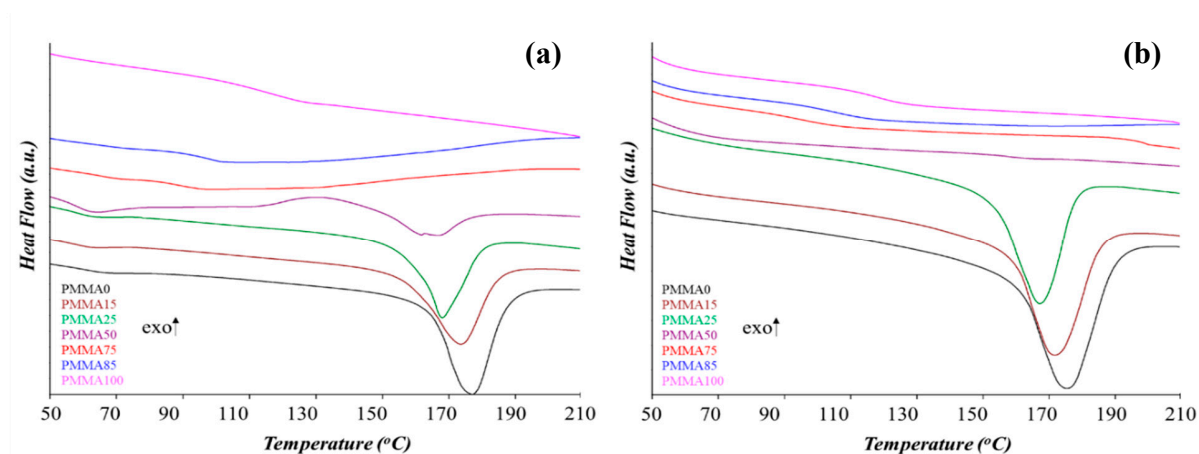 (a)
Heat Flow (a.u.)
PMMA0
PMMA15
PMMA25
PMMA50
PMMA75
PMMA85
PMMA100
exo↑
50 70 90 110 130 150 170 190 210
Temperature (°C)
(b)
Heat Flow (a.u.)
PMMA0
PMMA15
PMMA25
PMMA50
PMMA75
PMMA85
PMMA100
exo↑
50 70 90 110 130 150 170 190 210
Temperature (°C)